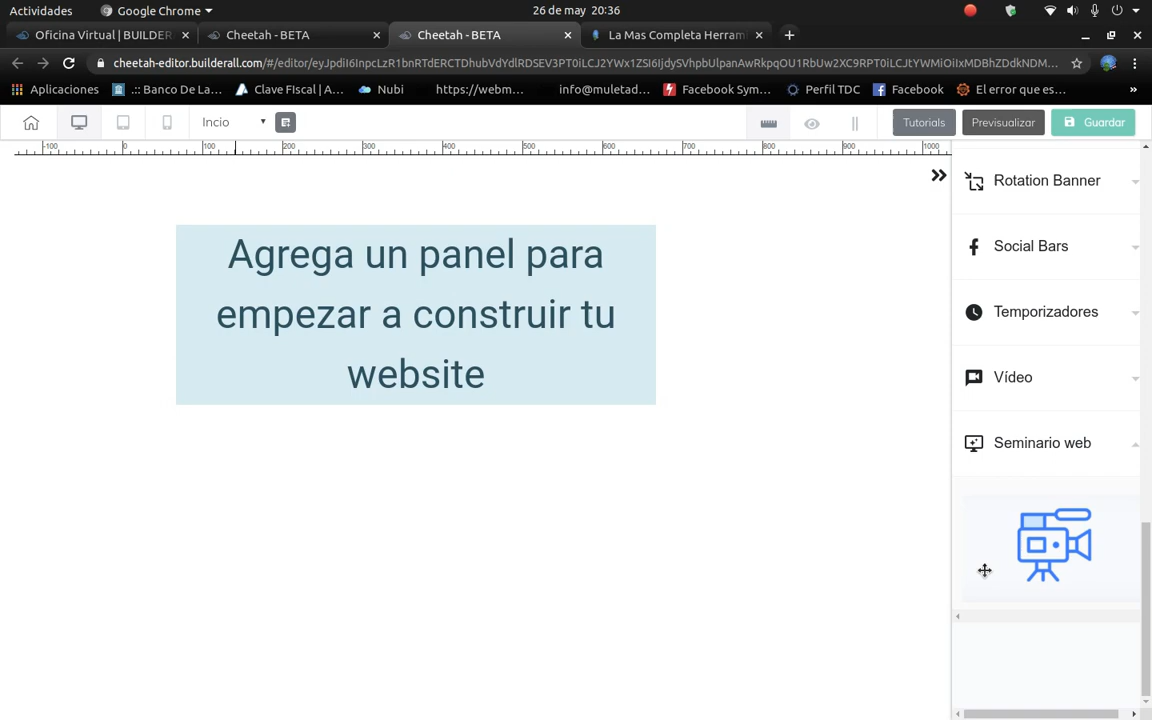 Actividades Google Chrome 26 de may 20:36
Oficina Virtual | BUILDER Cheetah - BETA Cheetah - BETA La Mas Completa Herram
cheetah-editor.builderall.com/#/editor/
Aplicaciones .:: Banco De La... Clave FIscal | A... Nubi https://webm... info@muletad... Facebook Sym... Perfil TDC Facebook El error que es... »
Incio Tutorials Previsualizar Guardar
-100 0 100 200 300 400 500 600 700 800 900 1000
Rotation Banner
Agrega un panel para
empezar a construir tu
website
Social Bars
Temporizadores
Vídeo
Seminario web